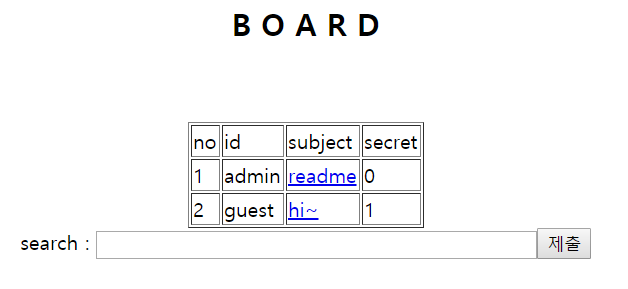 B O A R D
no id subject secret
1 admin readme 0
2 guest hi~ 1
search : 제출